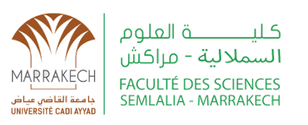 MARRAKECH
جامعة القاضي عياض
UNIVERSITÉ CADI AYYAD
كلية العلوم
السملالية - مراكش
FACULTÉ DES SCIENCES
SEMLALIA - MARRAKECH